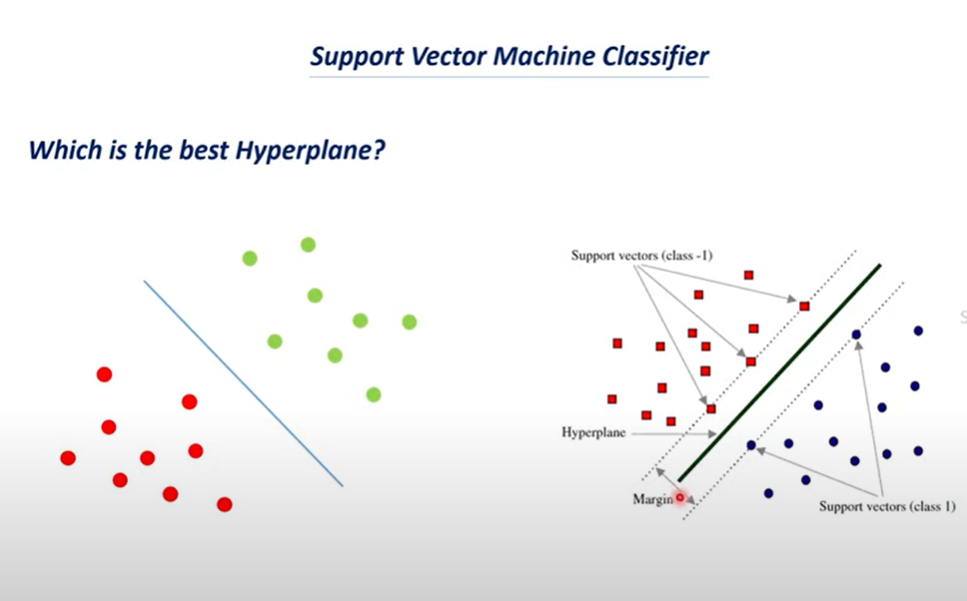 Support Vector Machine Classifier
Which is the best Hyperplane?
Support vectors (class -1)
Hyperplane
Margin
Support vectors (class 1)